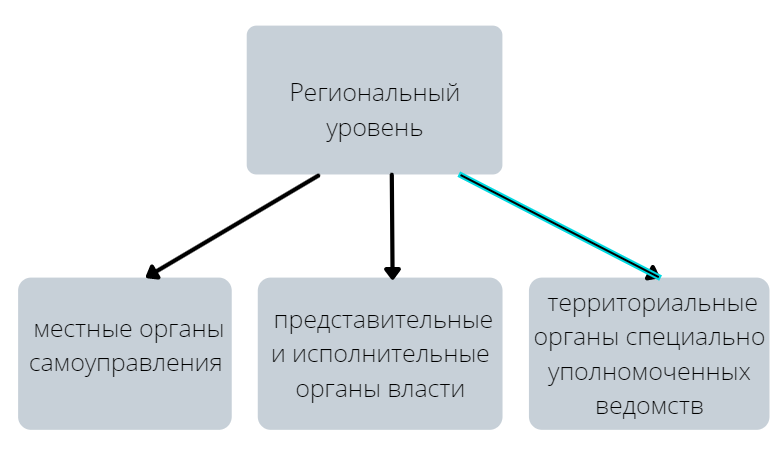 Региональный
уровень
местные органы
самоуправления
представительные
и исполнительные
органы власти
территориальные
органы специально
уполномоченных
ведомств